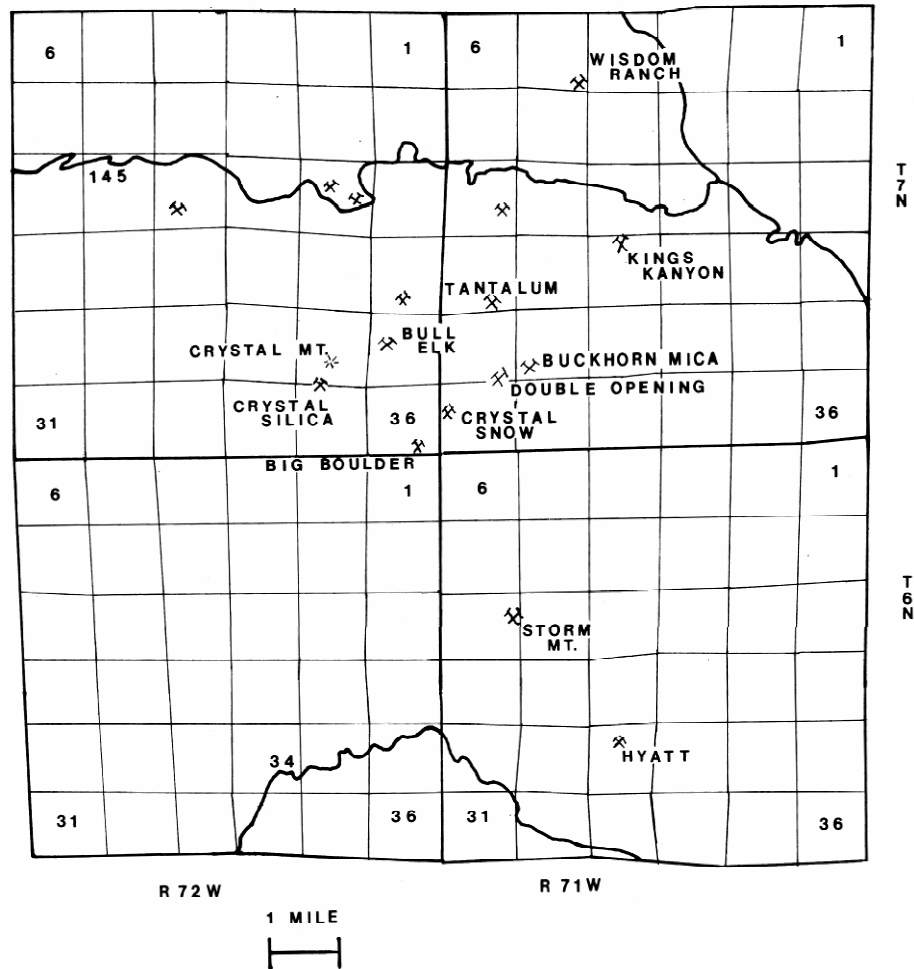 6
1
6
1
WISDOM
RANCH
145
T
7
N
KINGS
KANYON
TANTALUM
BULL
ELK
CRYSTAL MT.
BUCKHORN MICA
DOUBLE OPENING
CRYSTAL
SILICA
CRYSTAL
SNOW
31
36
36
BIG BOULDER
6
1
6
1
T
6
N
STORM
MT.
34
HYATT
31
36
31
36
R 72 W
R 71 W
1 MILE